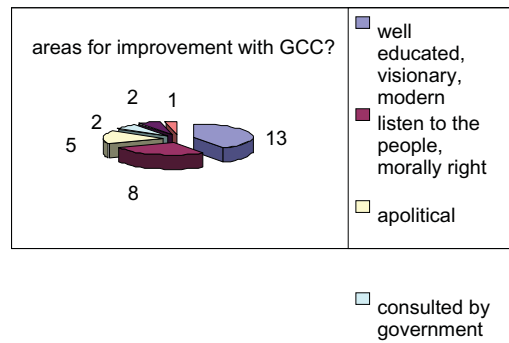 areas for improvement with GCC?
2
1
2
13
5
8
well
educated,
visionary,
modern
listen to the
people,
morally right
apolitical
consulted by
government